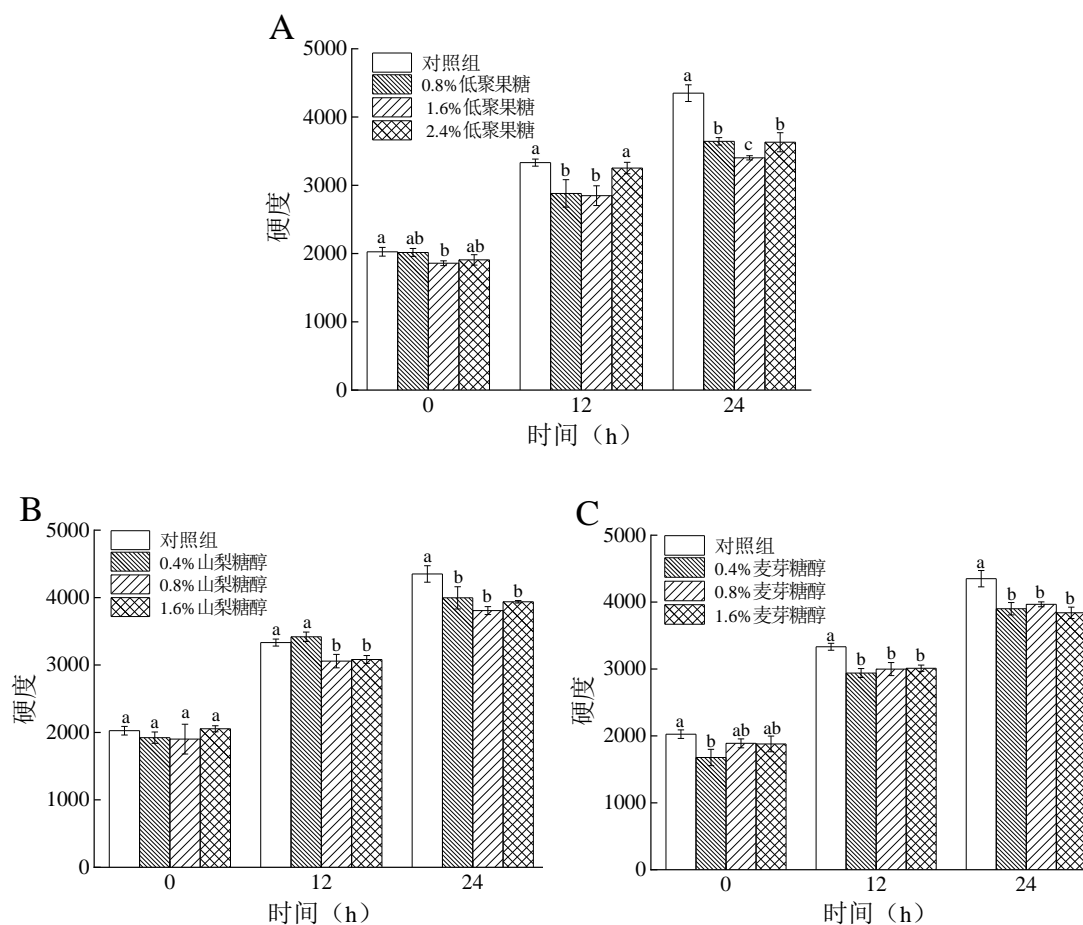 A
5000
4000
3000
2000
1000
0
硬度
对照组
0.8%低聚果糖
1.6%低聚果糖
2.4%低聚果糖
a ab b ab
a b b a
a b c b
0 12 24
时间（h）
B
5000
4000
3000
2000
1000
0
硬度
对照组
0.4%山梨糖醇
0.8%山梨糖醇
1.6%山梨糖醇
a a a a
a a b b
a b b b
0 12 24
时间（h）
C
5000
4000
3000
2000
1000
0
硬度
对照组
0.4%麦芽糖醇
0.8%麦芽糖醇
1.6%麦芽糖醇
a b ab ab
a b b b
a b b b
0 12 24
时间（h）